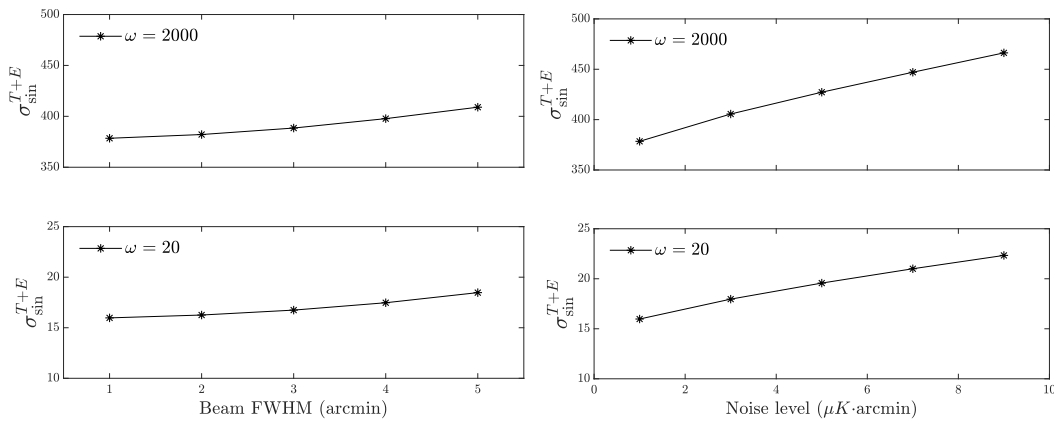 500
450
400
350
σ_sin^{T+E}
ω = 2000
500
450
400
350
σ_sin^{T+E}
ω = 2000
25
20
15
10
σ_sin^{T+E}
ω = 20
1 2 3 4 5
Beam FWHM (arcmin)
25
20
15
10
σ_sin^{T+E}
ω = 20
0 2 4 6 8 10
Noise level (μK·arcmin)